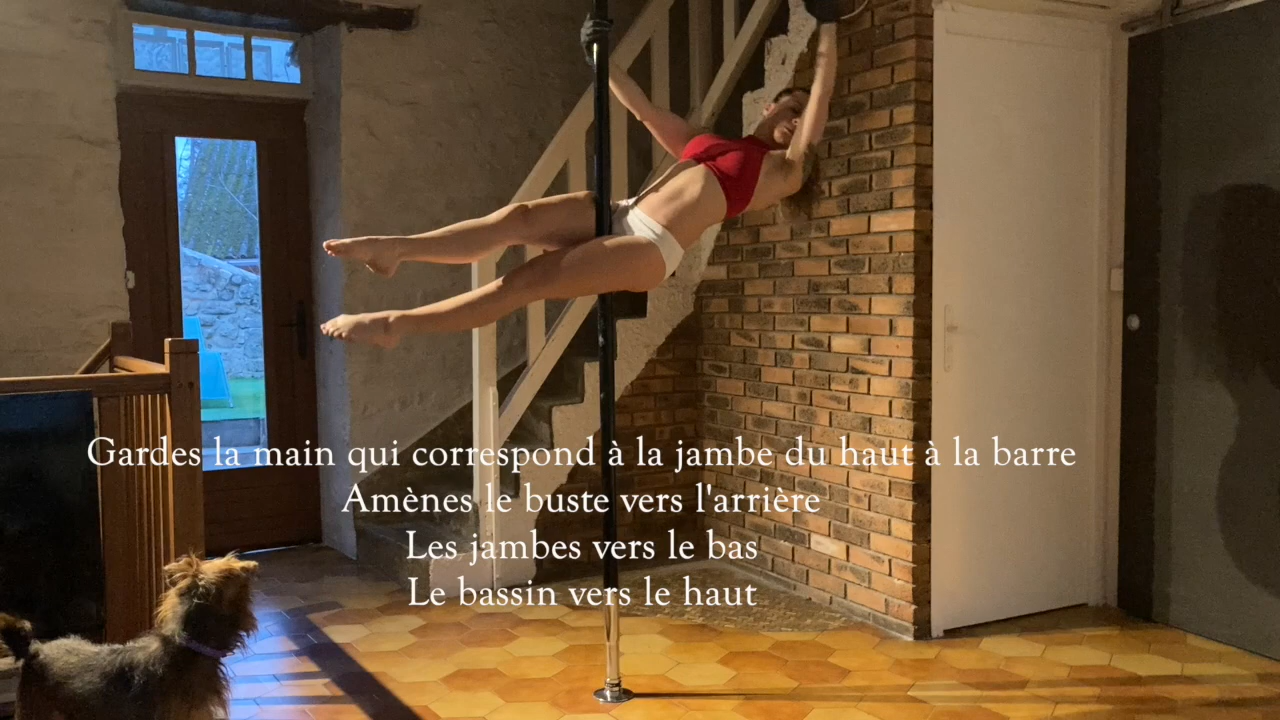 Gardes la main qui correspond à la jambe du haut à la barre
Amènes le buste vers l'arrière
Les jambes vers le bas
Le bassin vers le haut